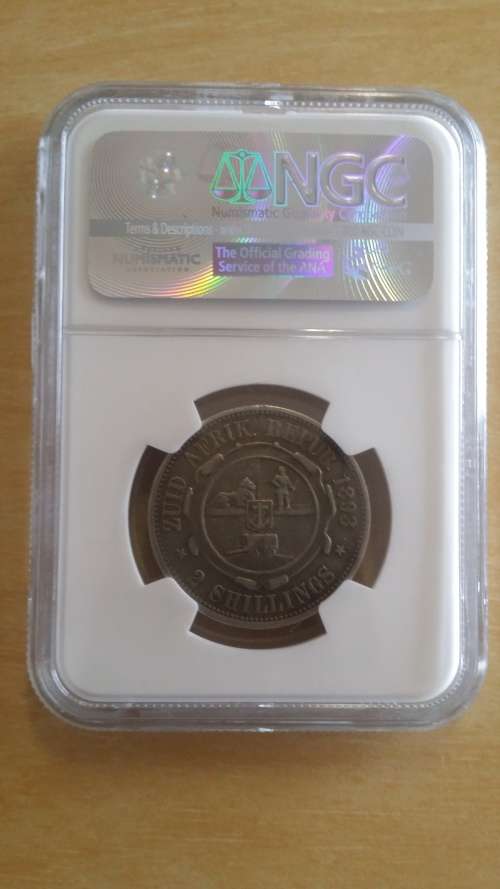 NGC
Numismatic Guaranty
Terms & Descriptions
NUMISMATIC
ASSOCIATION
The Official Grading
Service of the ANA
ZUID AFRIK. REPUB. 1893
2 SHILLINGS